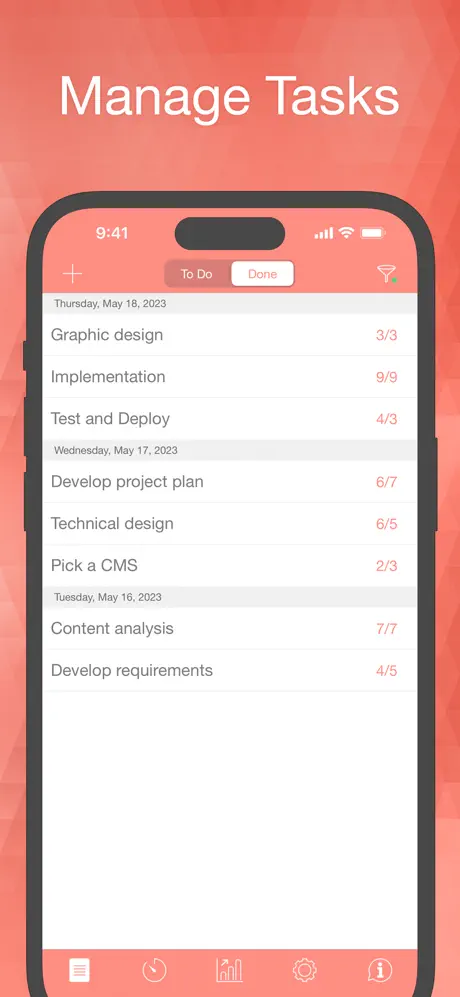 Manage Tasks
9:41
To Do Done
Thursday, May 18, 2023
Graphic design 3/3
Implementation 9/9
Test and Deploy 4/3
Wednesday, May 17, 2023
Develop project plan 6/7
Technical design 6/5
Pick a CMS 2/3
Tuesday, May 16, 2023
Content analysis 7/7
Develop requirements 4/5